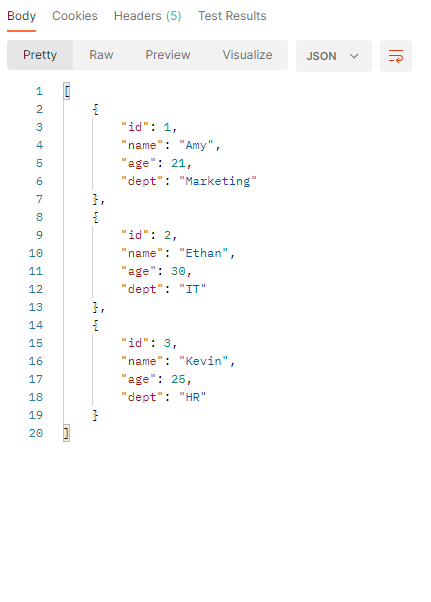 Body Cookies Headers (5) Test Results
Pretty Raw Preview Visualize JSON
1 [
2 {
3 "id": 1,
4 "name": "Amy",
5 "age": 21,
6 "dept": "Marketing"
7 },
8 {
9 "id": 2,
10 "name": "Ethan",
11 "age": 30,
12 "dept": "IT"
13 },
14 {
15 "id": 3,
16 "name": "Kevin",
17 "age": 25,
18 "dept": "HR"
19 }
20 ]